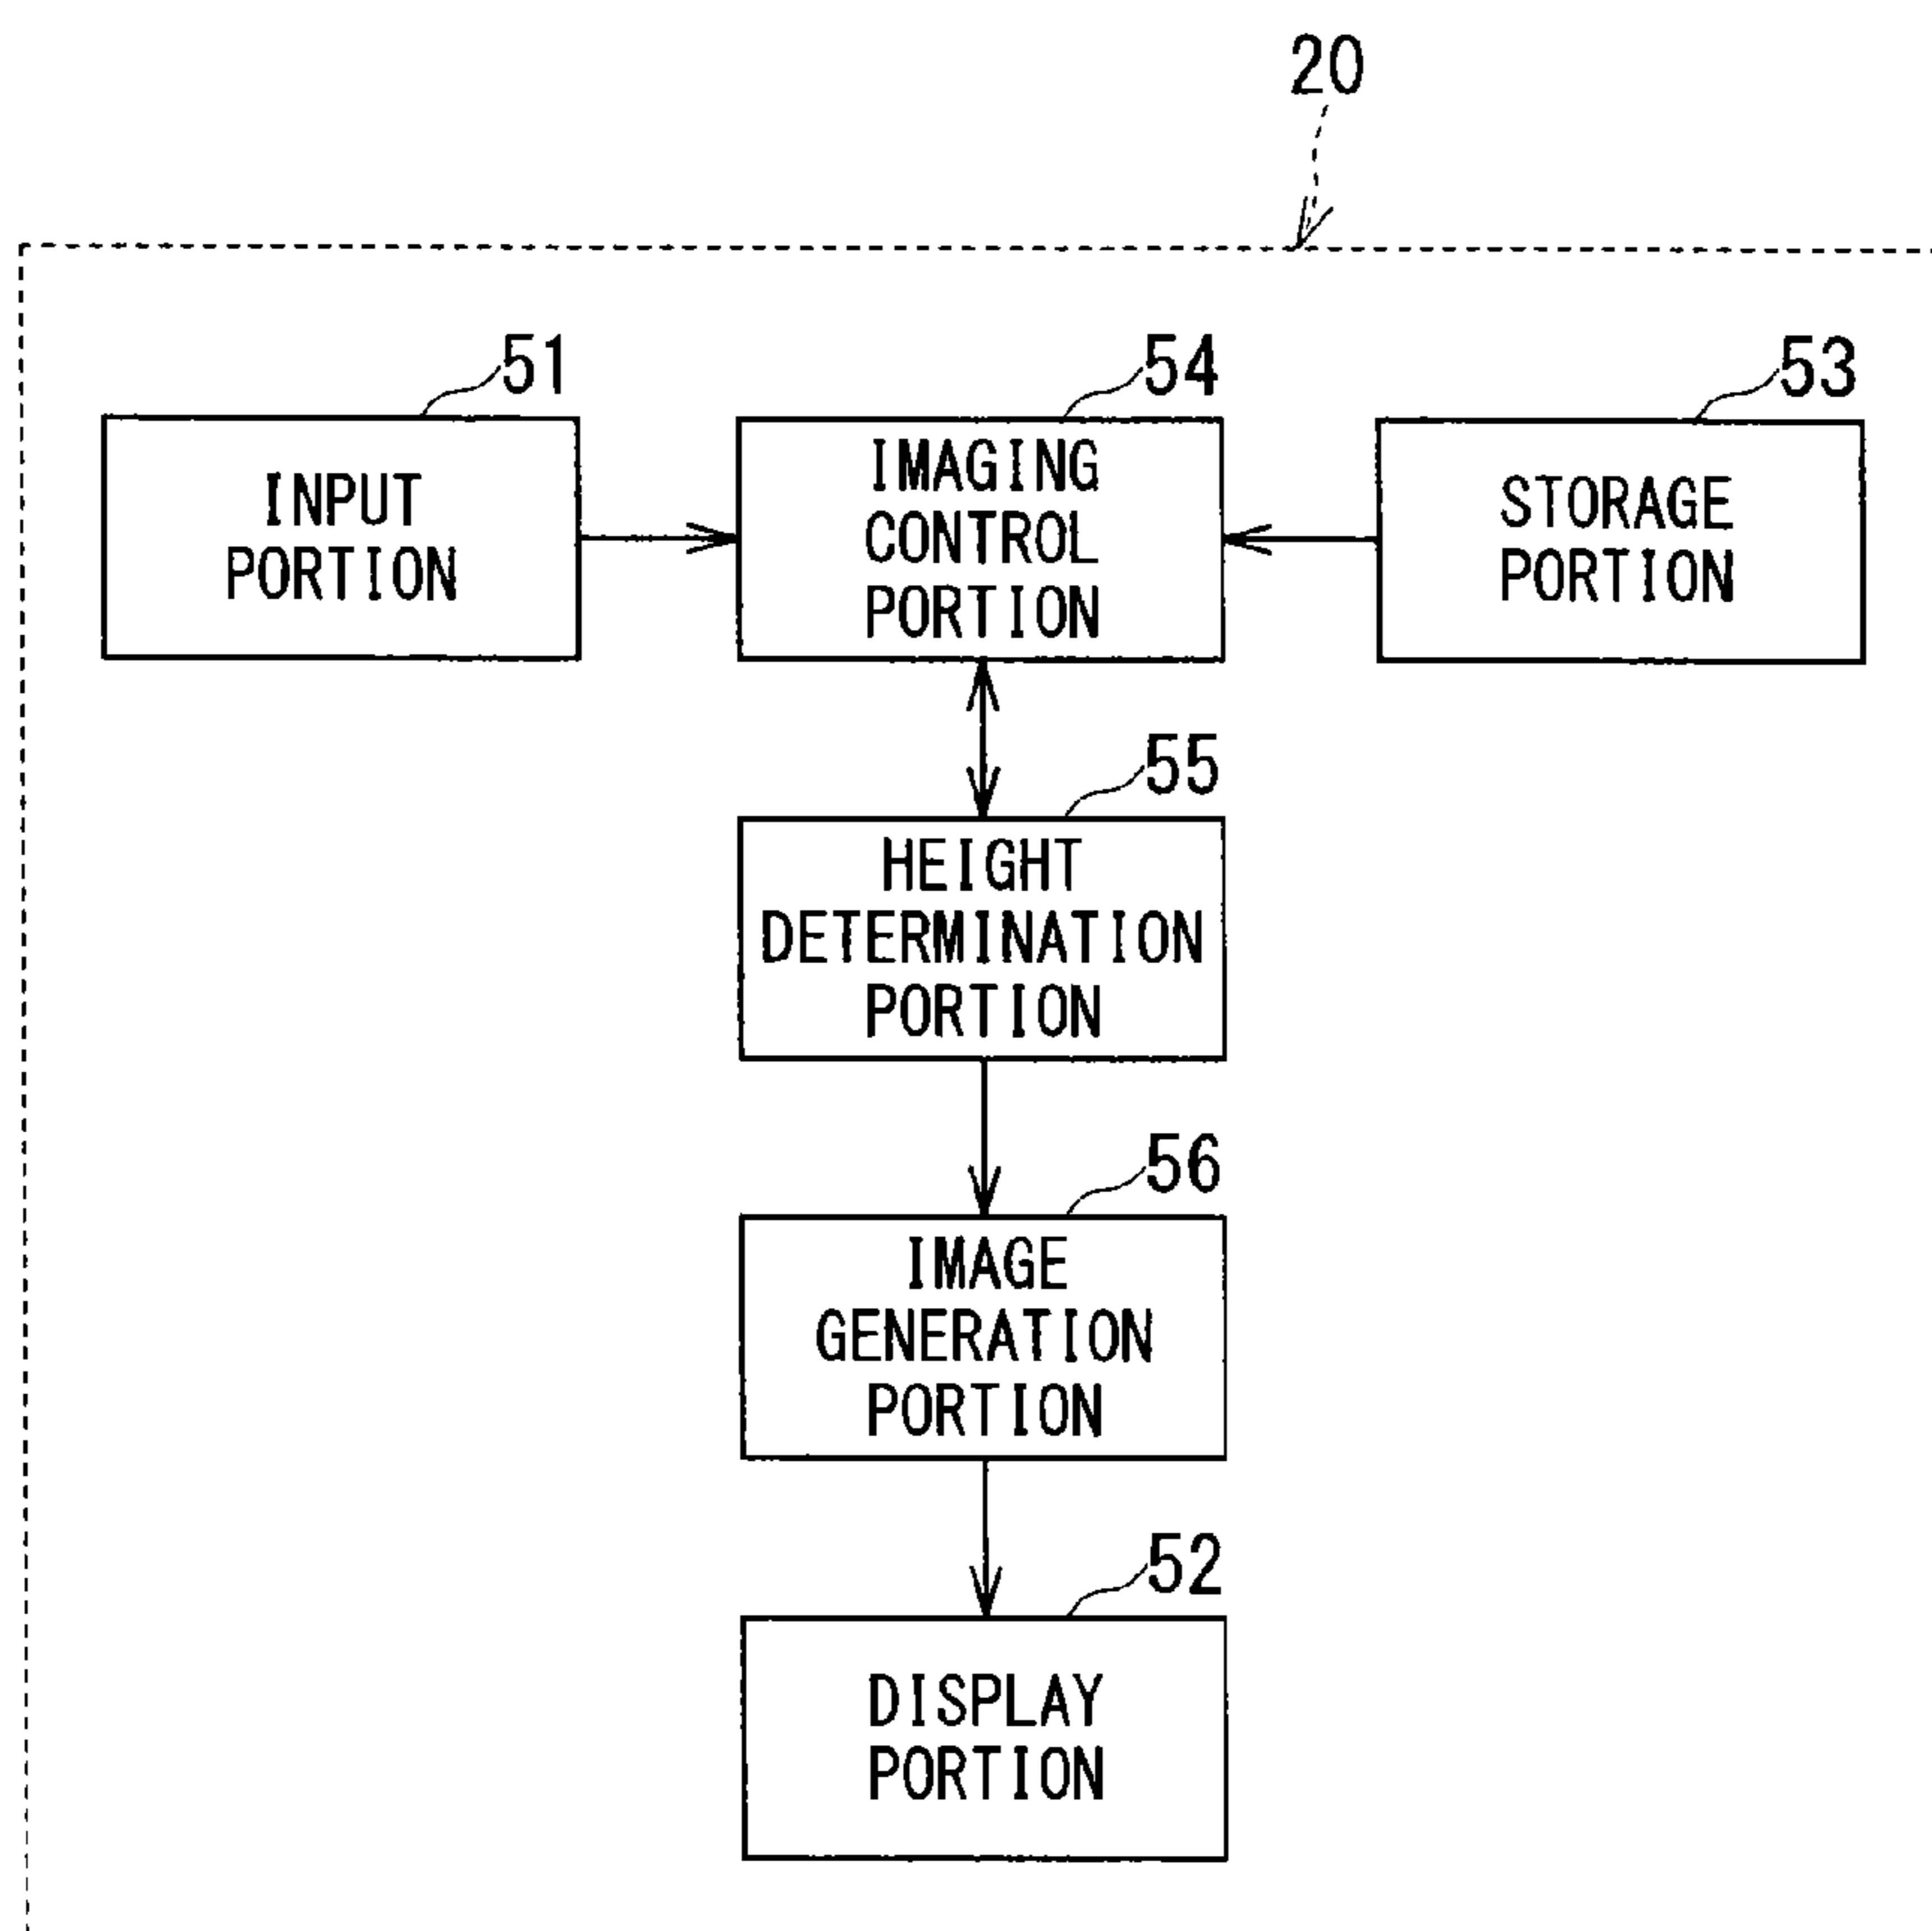 20
51
54
53
INPUT
PORTION
IMAGING
CONTROL
PORTION
STORAGE
PORTION
55
HEIGHT
DETERMINATION
PORTION
56
IMAGE
GENERATION
PORTION
52
DISPLAY
PORTION